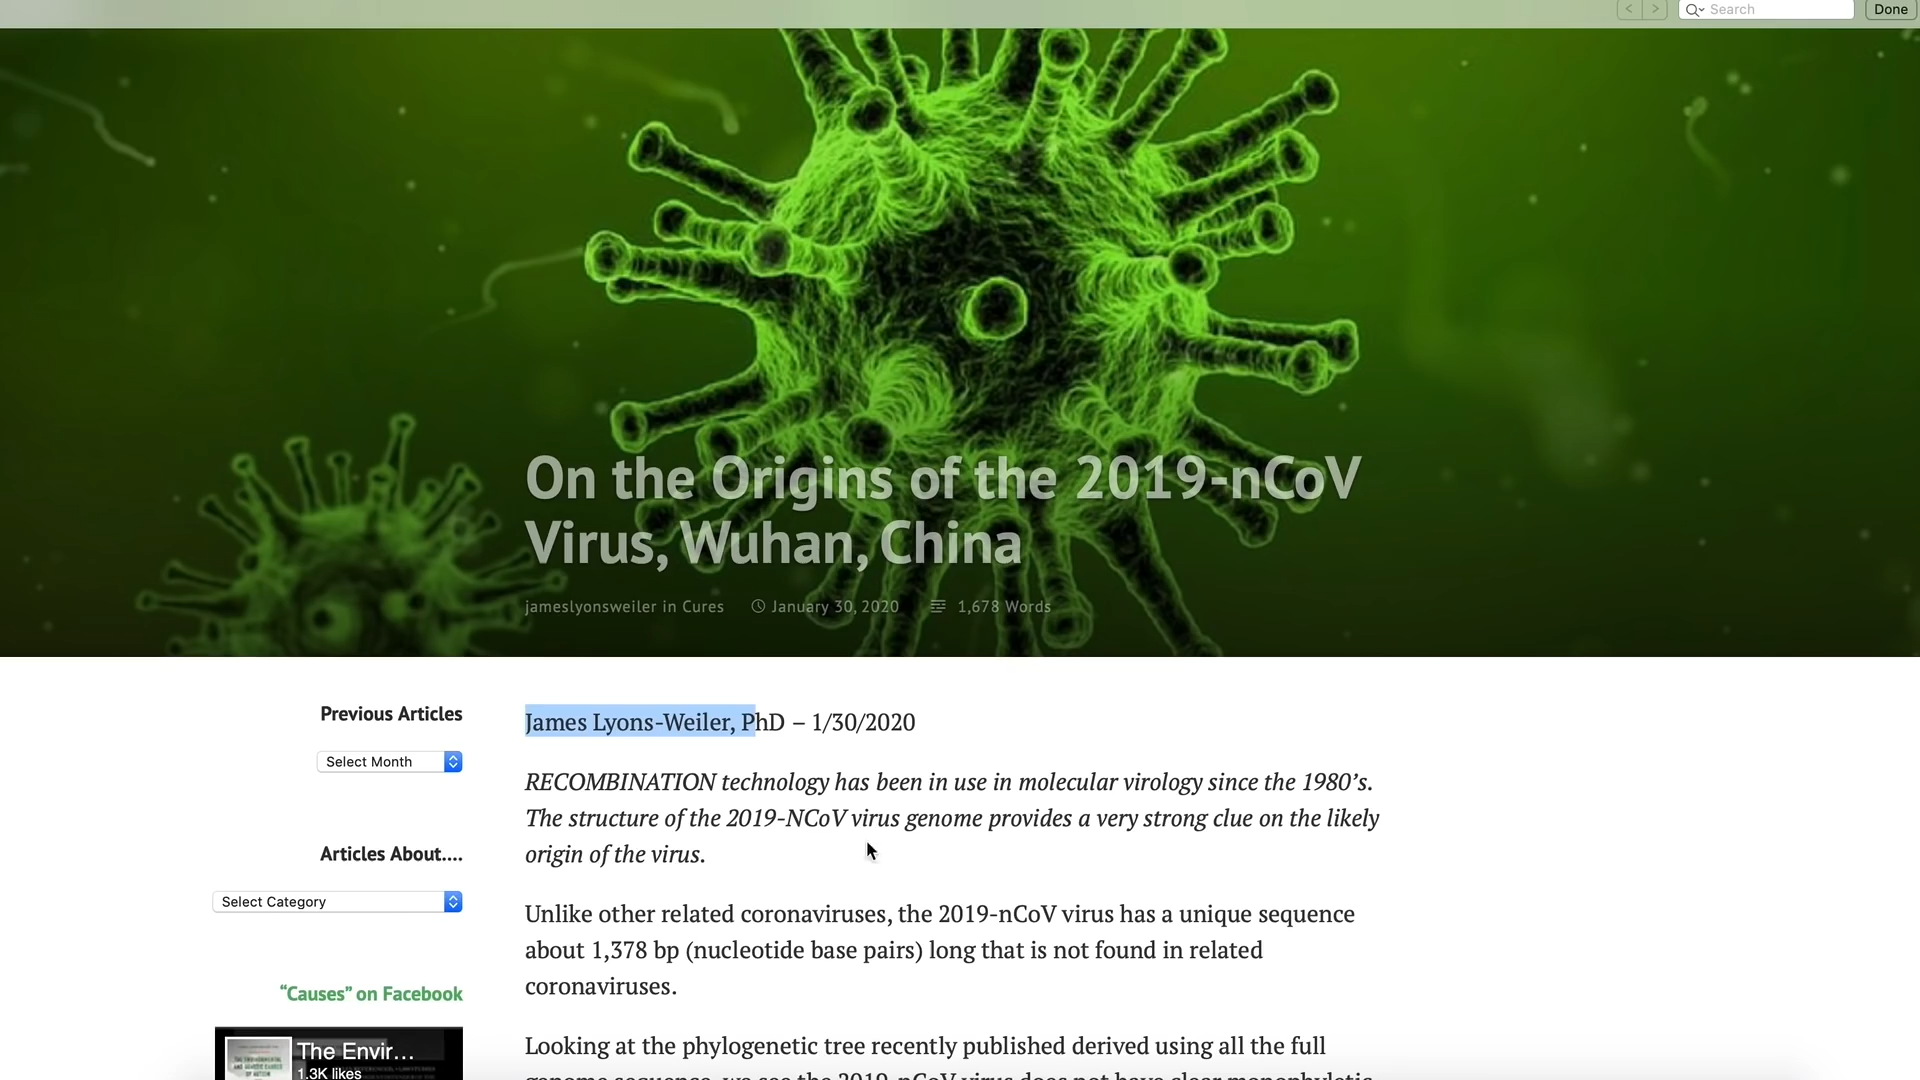 Search
Done
On the Origins of the 2019-nCoV
Virus, Wuhan, China
jameslyonsweiler in Cures January 30, 2020 1,678 Words
Previous Articles
Select Month
Articles About....
Select Category
“Causes” on Facebook
The Envir...
1.3K likes
James Lyons-Weiler, PhD – 1/30/2020
RECOMBINATION technology has been in use in molecular virology since the 1980’s.
The structure of the 2019-NCoV virus genome provides a very strong clue on the likely
origin of the virus.
Unlike other related coronaviruses, the 2019-nCoV virus has a unique sequence
about 1,378 bp (nucleotide base pairs) long that is not found in related
coronaviruses.
Looking at the phylogenetic tree recently published derived using all the full
genome sequence, we see the 2019-nCoV virus does not have clear monophyletic